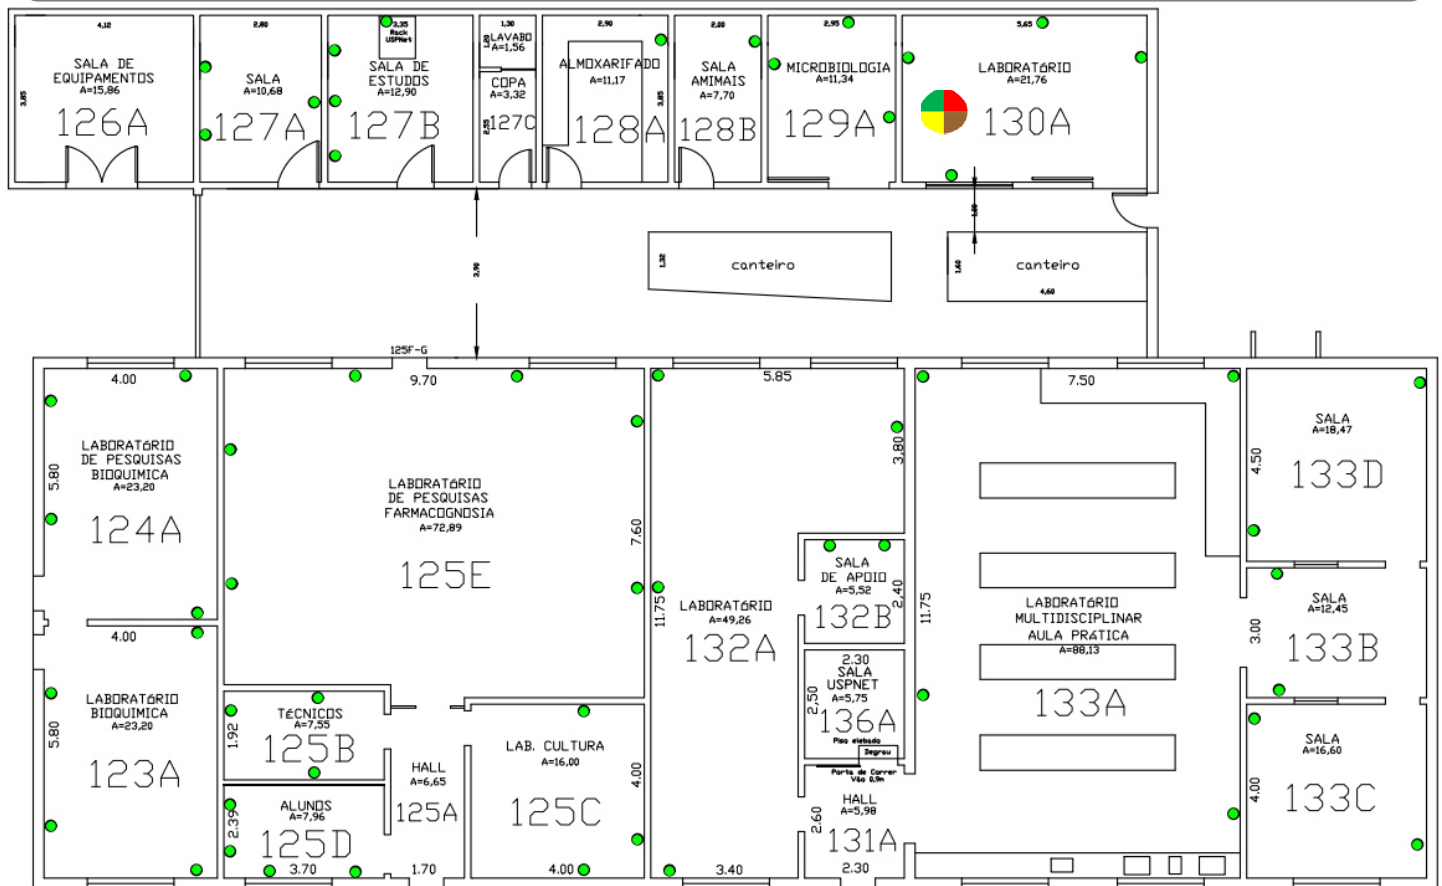 4,12
SALA DE
EQUIPAMENTOS
A=15,86
3,85
126A
2,80
SALA
A=10,68
127A
3,35
Rack
USPNet
SALA DE
ESTUDOS
A=12,90
127B
1,30
LAVABO
A=1,56
1,20
COPA
A=3,32
2,55
127C
2,90
ALMOXARIFADO
A=11,17
3,85
128A
2,00
SALA
AMIMAIS
A=7,70
128B
2,95
MICROBIOLOGIA
A=11,34
129A
5,65
LABORATóRIO
A=21,76
130A
3,90
1,32
canteiro
1,00
1,60
canteiro
4,60
125F-G
4.00
LABORATóRIO
DE PESQUISAS
BIOQUIMICA
A=23,20
5.80
124A
4.00
LABORATóRIO
BIOQUIMICA
A=23,20
5.80
123A
9.70
LABORATóRIO
DE PESQUISAS
FARMACOGNOSIA
A=72,89
7.60
125E
TéCNICOS
A=7,55
1.92
125B
ALUNOS
A=7,96
2.39
125D
3.70
HALL
A=6,65
125A
1.70
LAB. CULTURA
A=16,00
4.00
125C
4.00
5.85
3.80
11.75
LABORATóRIO
A=49,26
132A
3.40
SALA
DE APOIO
A=5,52
2.40
132B
2.30
SALA
USPNET
A=5,75
2,50
136A
Piso elebado
Degrau
Porta de Correr
Vão 0,9m
HALL
A=5,98
2.60
131A
2.30
7.50
11.75
LABORATóRIO
MULTIDISCIPLINAR
AULA PRáTICA
A=88,13
133A
SALA
A=18,47
4.50
133D
SALA
A=12,45
3.00
133B
SALA
A=16,60
4.00
133C